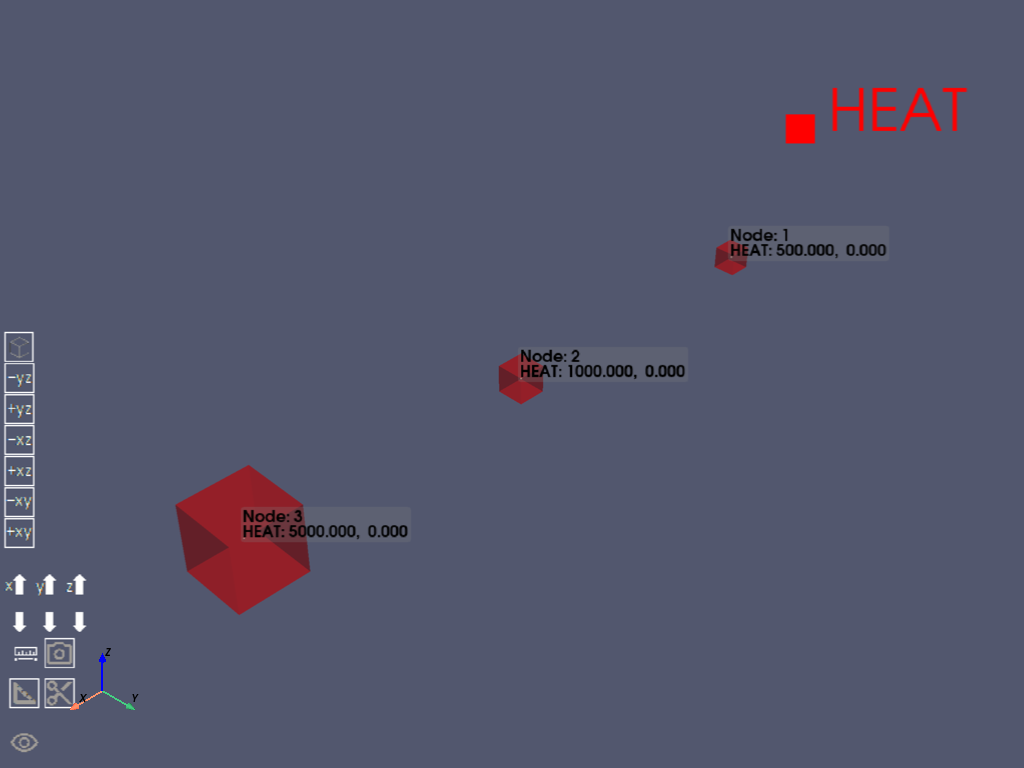 HEAT
Node: 1
HEAT: 500.000, 0.000
Node: 2
HEAT: 1000.000, 0.000
Node: 3
HEAT: 5000.000, 0.000
-yz
+yz
-xz
+xz
-xy
+xy
x y z
Z
X Y